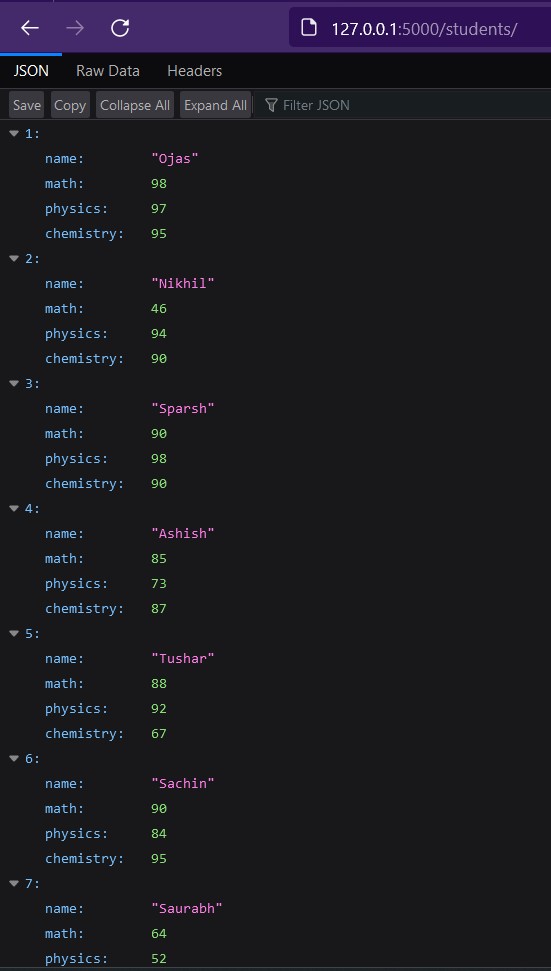 127.0.0.1:5000/students/
JSON Raw Data Headers
Save Copy Collapse All Expand All Filter JSON
1:
name: "Ojas"
math: 98
physics: 97
chemistry: 95
2:
name: "Nikhil"
math: 46
physics: 94
chemistry: 90
3:
name: "Sparsh"
math: 90
physics: 98
chemistry: 90
4:
name: "Ashish"
math: 85
physics: 73
chemistry: 87
5:
name: "Tushar"
math: 88
physics: 92
chemistry: 67
6:
name: "Sachin"
math: 90
physics: 84
chemistry: 95
7:
name: "Saurabh"
math: 64
physics: 52